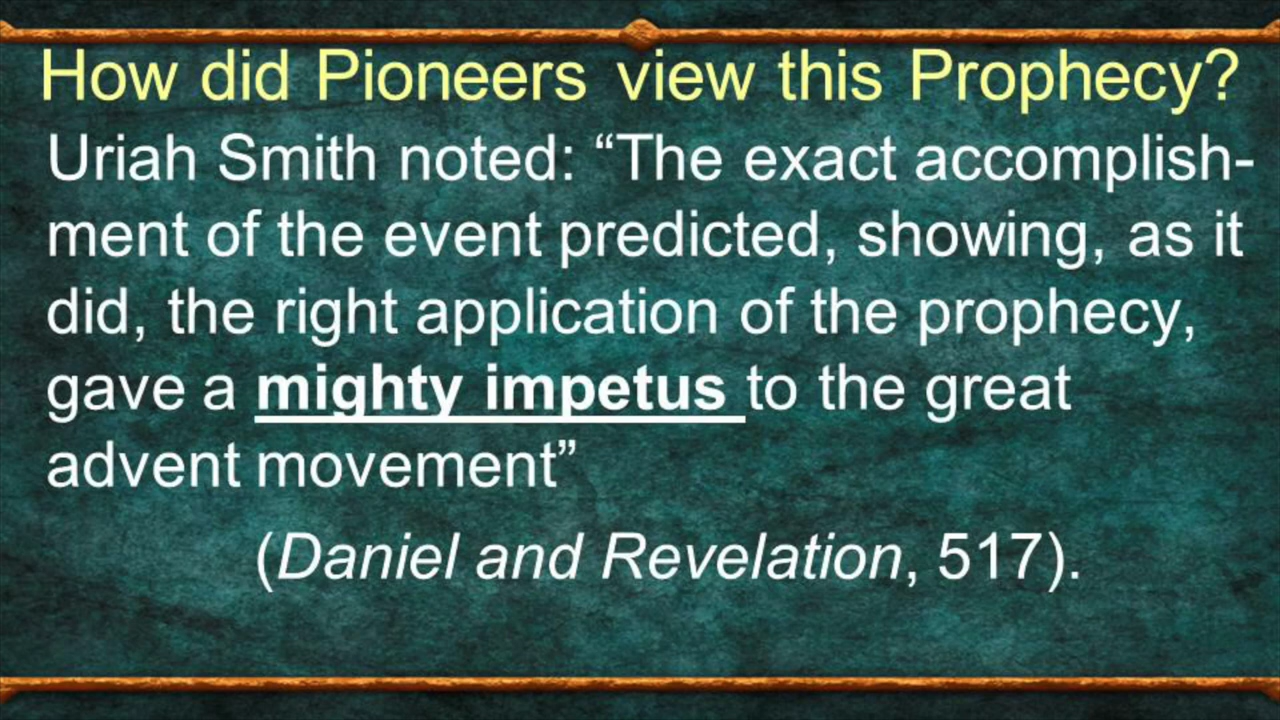 How did Pioneers view this Prophecy?
Uriah Smith noted: “The exact accomplish-
ment of the event predicted, showing, as it
did, the right application of the prophecy,
gave a mighty impetus to the great
advent movement”
(Daniel and Revelation, 517).